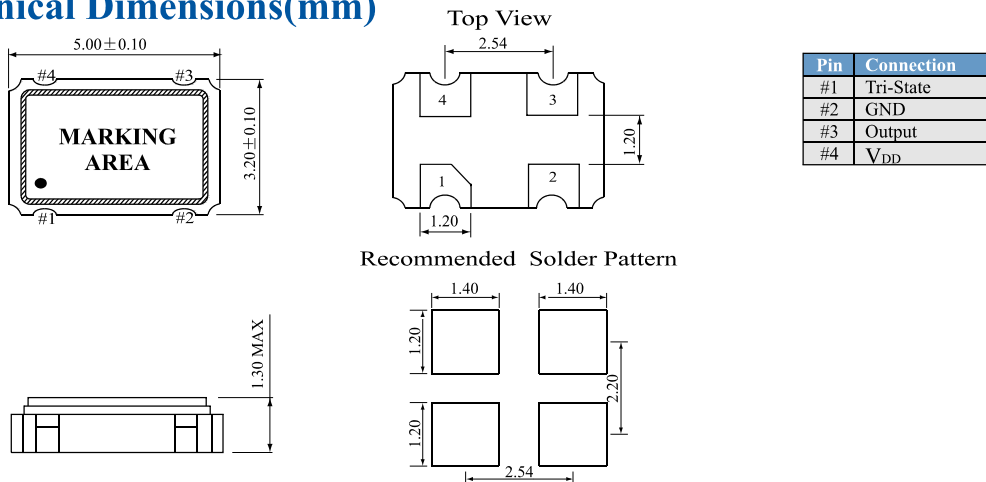 nical Dimensions(mm)
5.00±0.10
#4 #3
MARKING
AREA
3.20±0.10
#1 #2
Top View
2.54
4 3
1.20
1 2
1.20
Pin Connection
#1 Tri-State
#2 GND
#3 Output
#4 VDD
1.30 MAX
Recommended Solder Pattern
1.40 1.40
1.20
2.20
1.20
2.54